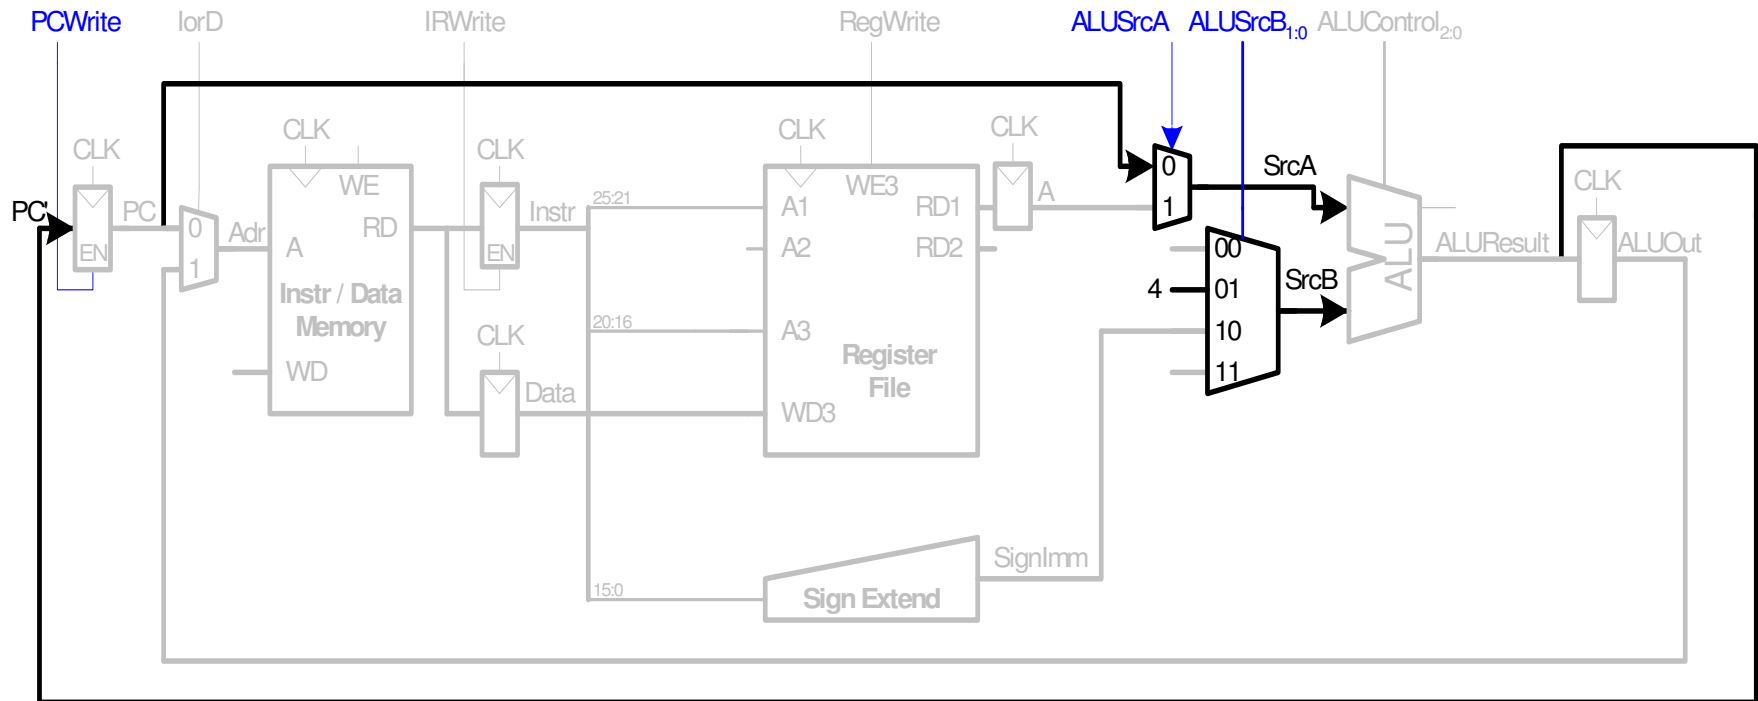 PCWrite IorD IRWrite RegWrite ALUSrcA ALUSrcB1:0 ALUControl2:0
CLK CLK CLK CLK CLK CLK
PC' PC EN
0 1 Adr
WE RD A
Instr / Data
Memory
WD
EN Instr
CLK
Data
25:21
20:16
15:0
A1 WE3 RD1
A2 RD2
A3
Register
File
WD3
A
0 SrcA
1
00
4 01 SrcB
10
11
ALU ALUResult ALUOut
SignImm
Sign Extend